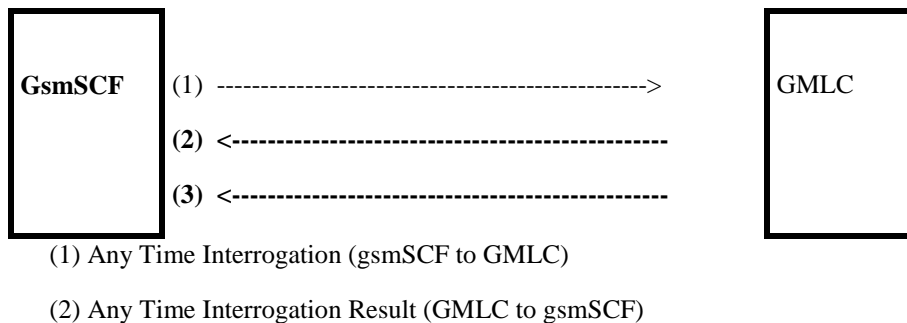 GsmSCF (1) -------------------------------------------------> GMLC
(2) <-------------------------------------------------
(3) <-------------------------------------------------
(1) Any Time Interrogation (gsmSCF to GMLC)
(2) Any Time Interrogation Result (GMLC to gsmSCF)